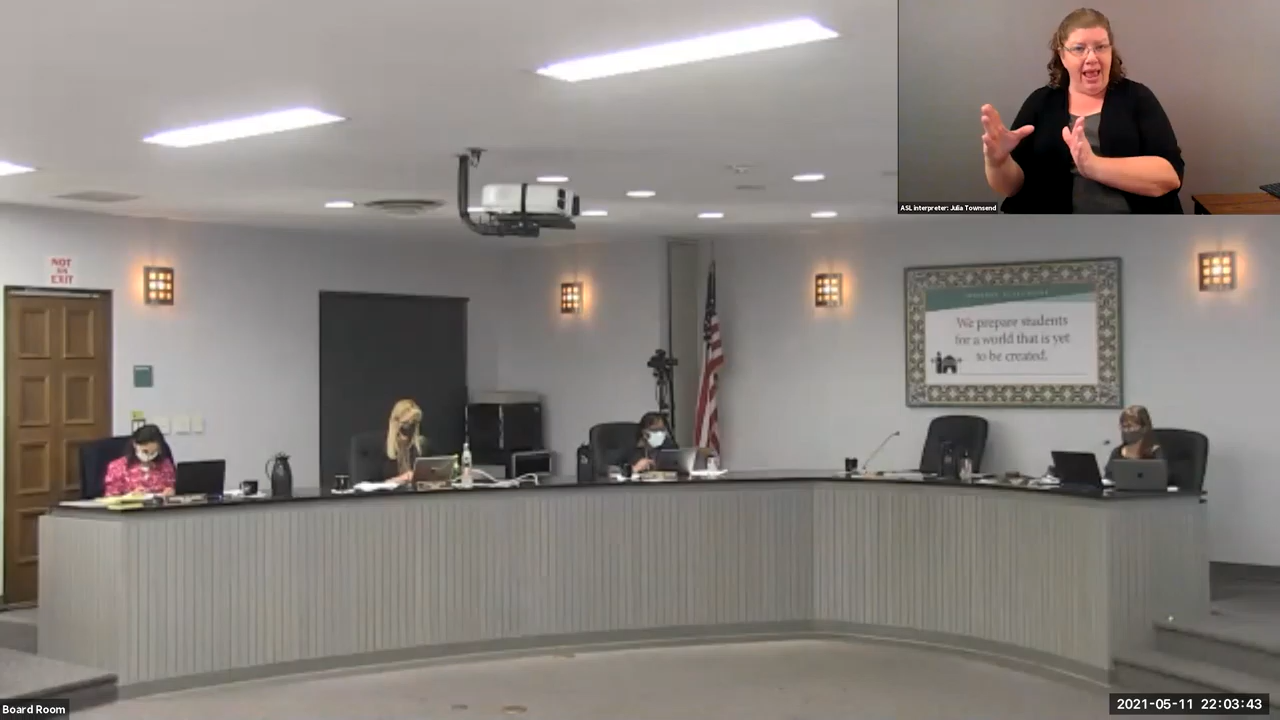 ASL interpreter: Julia Townsend
NOT
AN
EXIT
We prepare students
for a world that is yet
to be created.
Board Room
2021-05-11 22:03:43